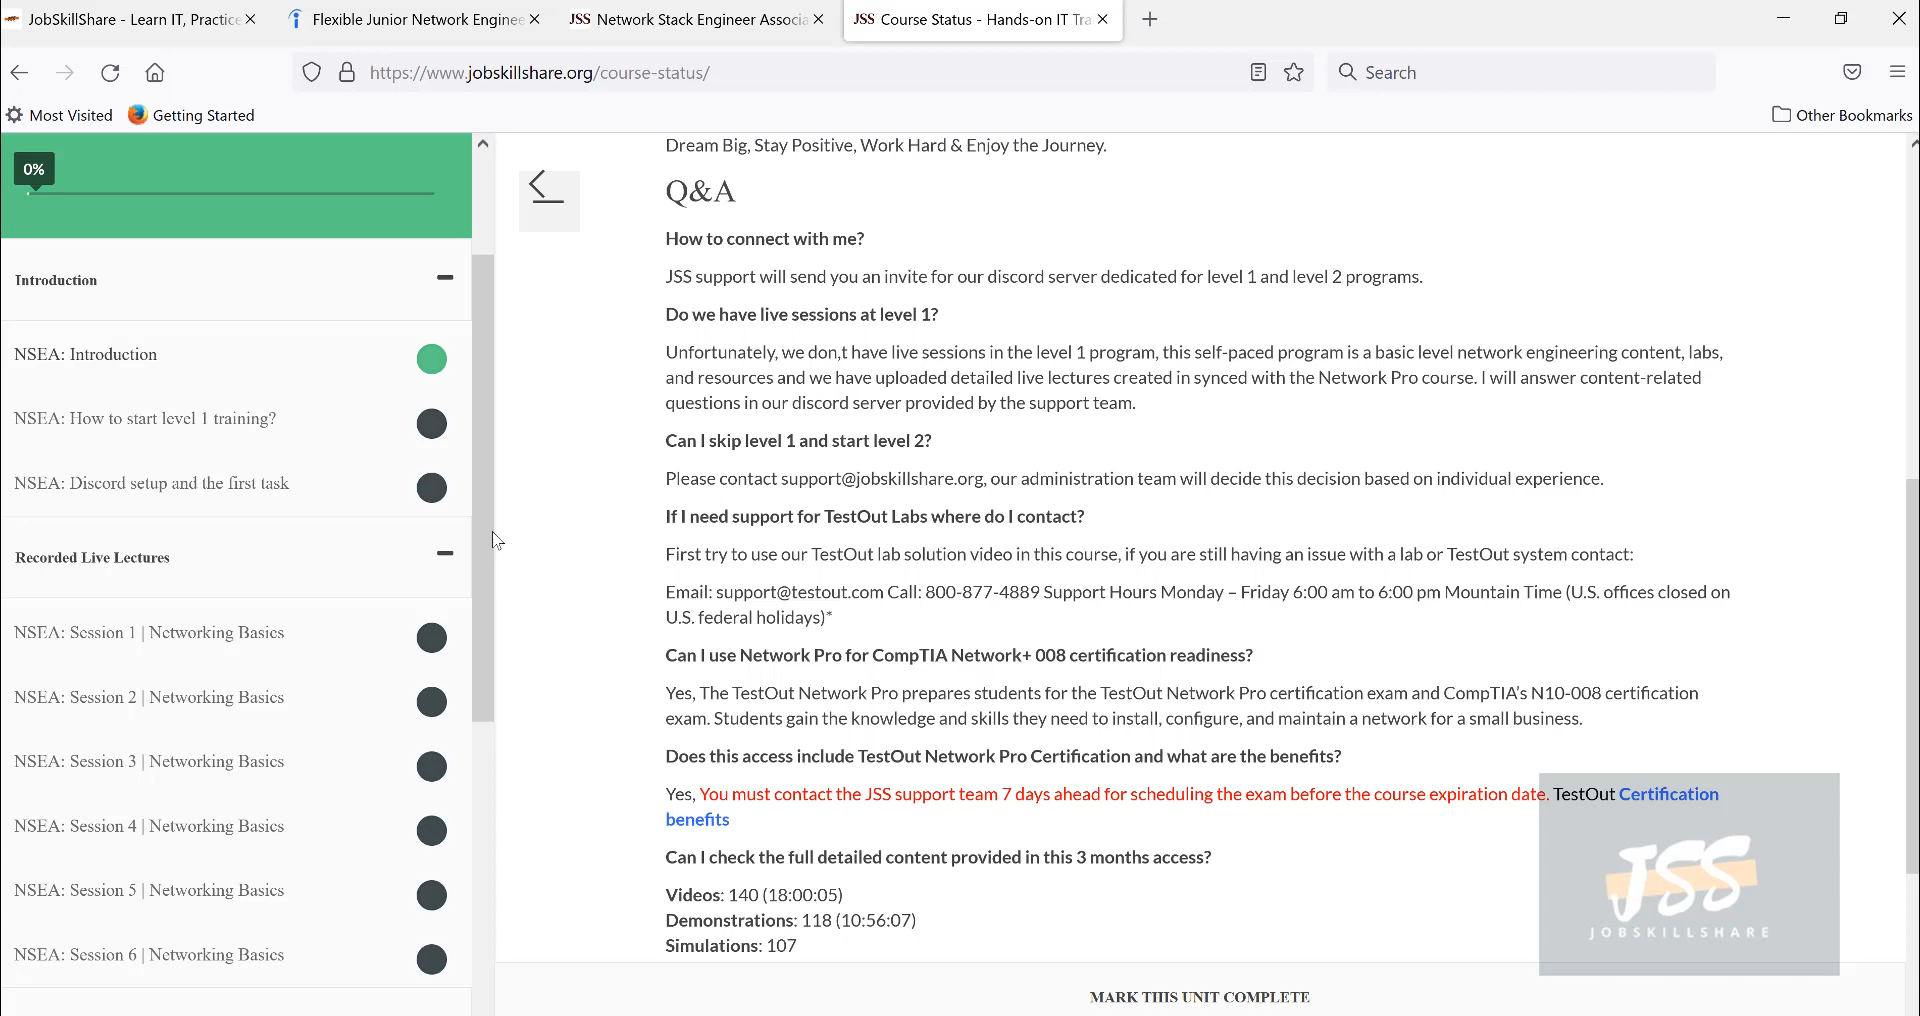 JobSkillShare - Learn IT, Practice
Flexible Junior Network Enginee
JSS Network Stack Engineer Associa
JSS Course Status - Hands-on IT Tra
https://www.jobskillshare.org/course-status/
Search
Most Visited
Getting Started
Other Bookmarks
0%
Introduction
NSEA: Introduction
NSEA: How to start level 1 training?
NSEA: Discord setup and the first task
Recorded Live Lectures
NSEA: Session 1 | Networking Basics
NSEA: Session 2 | Networking Basics
NSEA: Session 3 | Networking Basics
NSEA: Session 4 | Networking Basics
NSEA: Session 5 | Networking Basics
NSEA: Session 6 | Networking Basics
Dream Big, Stay Positive, Work Hard & Enjoy the Journey.
Q&A
How to connect with me?
JSS support will send you an invite for our discord server dedicated for level 1 and level 2 programs.
Do we have live sessions at level 1?
Unfortunately, we don,t have live sessions in the level 1 program, this self-paced program is a basic level network engineering content, labs,
and resources and we have uploaded detailed live lectures created in synced with the Network Pro course. I will answer content-related
questions in our discord server provided by the support team.
Can I skip level 1 and start level 2?
Please contact support@jobskillshare.org, our administration team will decide this decision based on individual experience.
If I need support for TestOut Labs where do I contact?
First try to use our TestOut lab solution video in this course, if you are still having an issue with a lab or TestOut system contact:
Email: support@testout.com Call: 800-877-4889 Support Hours Monday – Friday 6:00 am to 6:00 pm Mountain Time (U.S. offices closed on
U.S. federal holidays)*
Can I use Network Pro for CompTIA Network+ 008 certification readiness?
Yes, The TestOut Network Pro prepares students for the TestOut Network Pro certification exam and CompTIA's N10-008 certification
exam. Students gain the knowledge and skills they need to install, configure, and maintain a network for a small business.
Does this access include TestOut Network Pro Certification and what are the benefits?
Yes, You must contact the JSS support team 7 days ahead for scheduling the exam before the course expiration date. TestOut Certification
benefits
Can I check the full detailed content provided in this 3 months access?
Videos: 140 (18:00:05)
Demonstrations: 118 (10:56:07)
Simulations: 107
JSS
JOBSKILLSHARE
MARK THIS UNIT COMPLETE